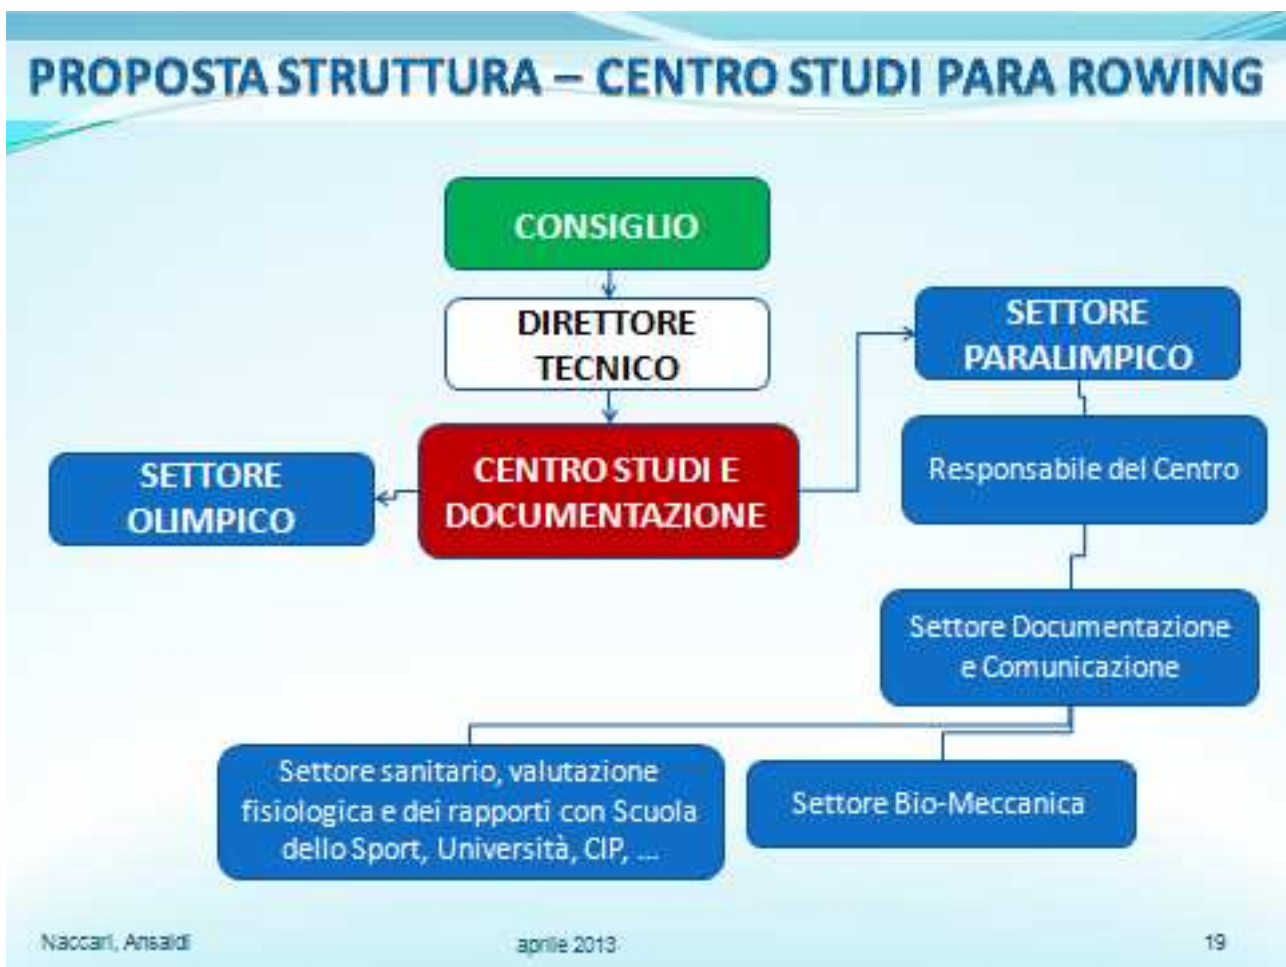 PROPOSTA STRUTTURA – CENTRO STUDI PARA ROWING
CONSIGLIO
DIRETTORE
TECNICO
SETTORE
PARALIMPICO
CENTRO STUDI E
DOCUMENTAZIONE
SETTORE
OLIMPICO
Responsabile del Centro
Settore Documentazione
e Comunicazione
Settore sanitario, valutazione
fisiologica e dei rapporti con Scuola
dello Sport, Università, CIP, ...
Settore Bio-Meccanica
Naccari, Ansaldi
aprile 2013
19